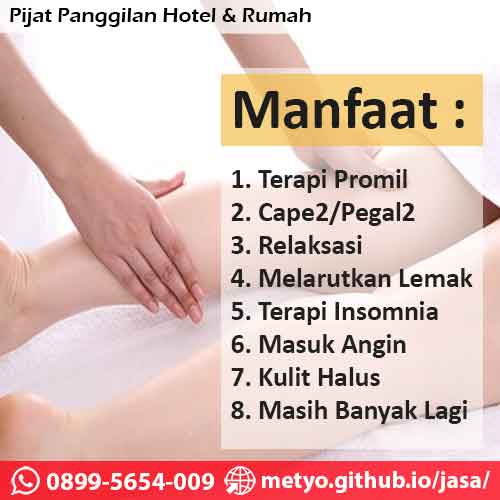 Pijat Panggilan Hotel & Rumah
Manfaat :
1. Terapi Promil
2. Cape2/Pegal2
3. Relaksasi
4. Melarutkan Lemak
5. Terapi Insomnia
6. Masuk Angin
7. Kulit Halus
8. Masih Banyak Lagi
0899-5654-009 metyo.github.io/jasa/